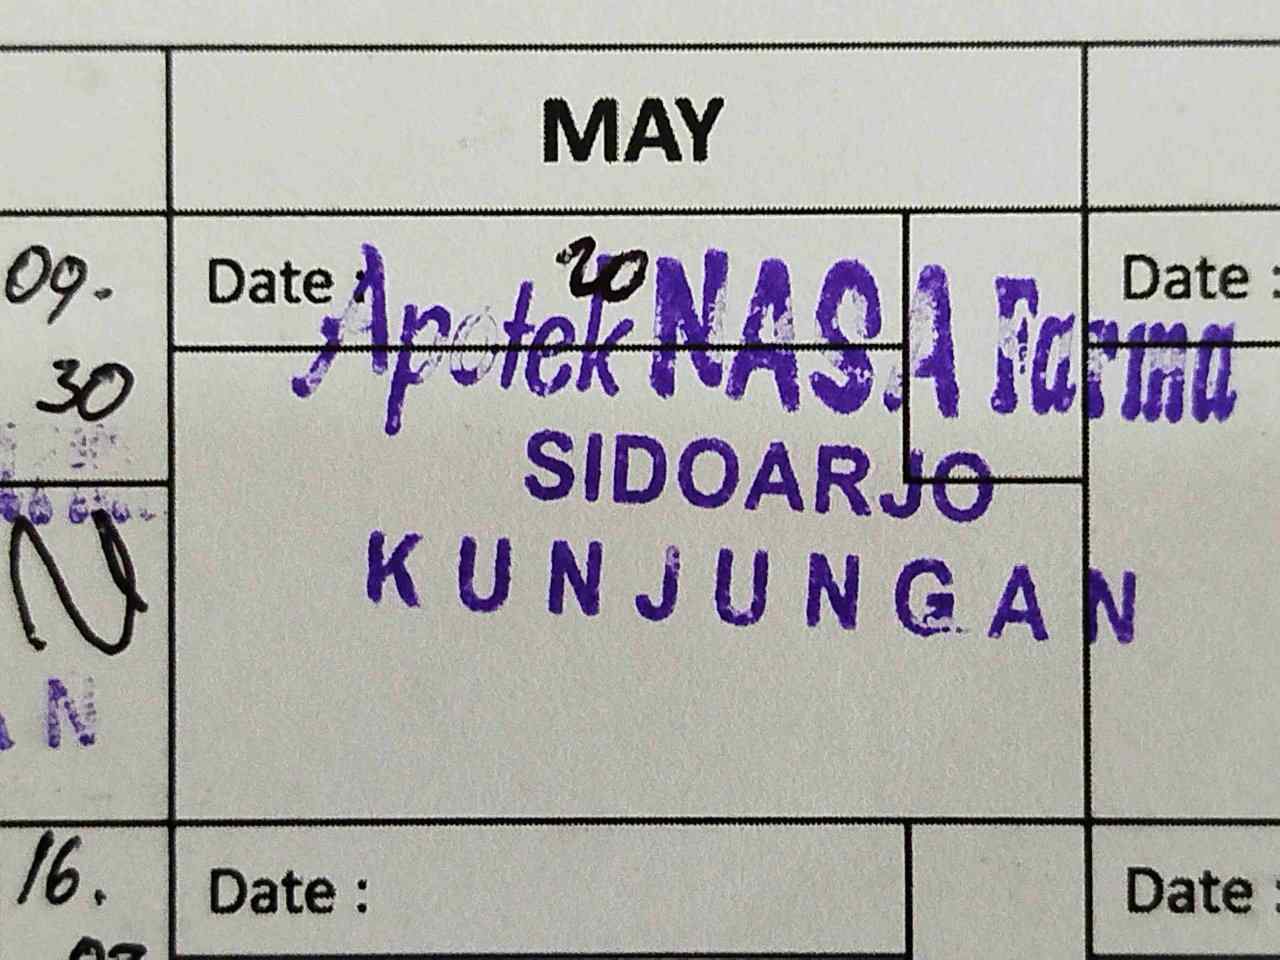 MAY
09.
30
Date : 20
Apotek NASA Farma
SIDOARJO
KUNJUNGAN
Date :
N
16.
Date :
Date :